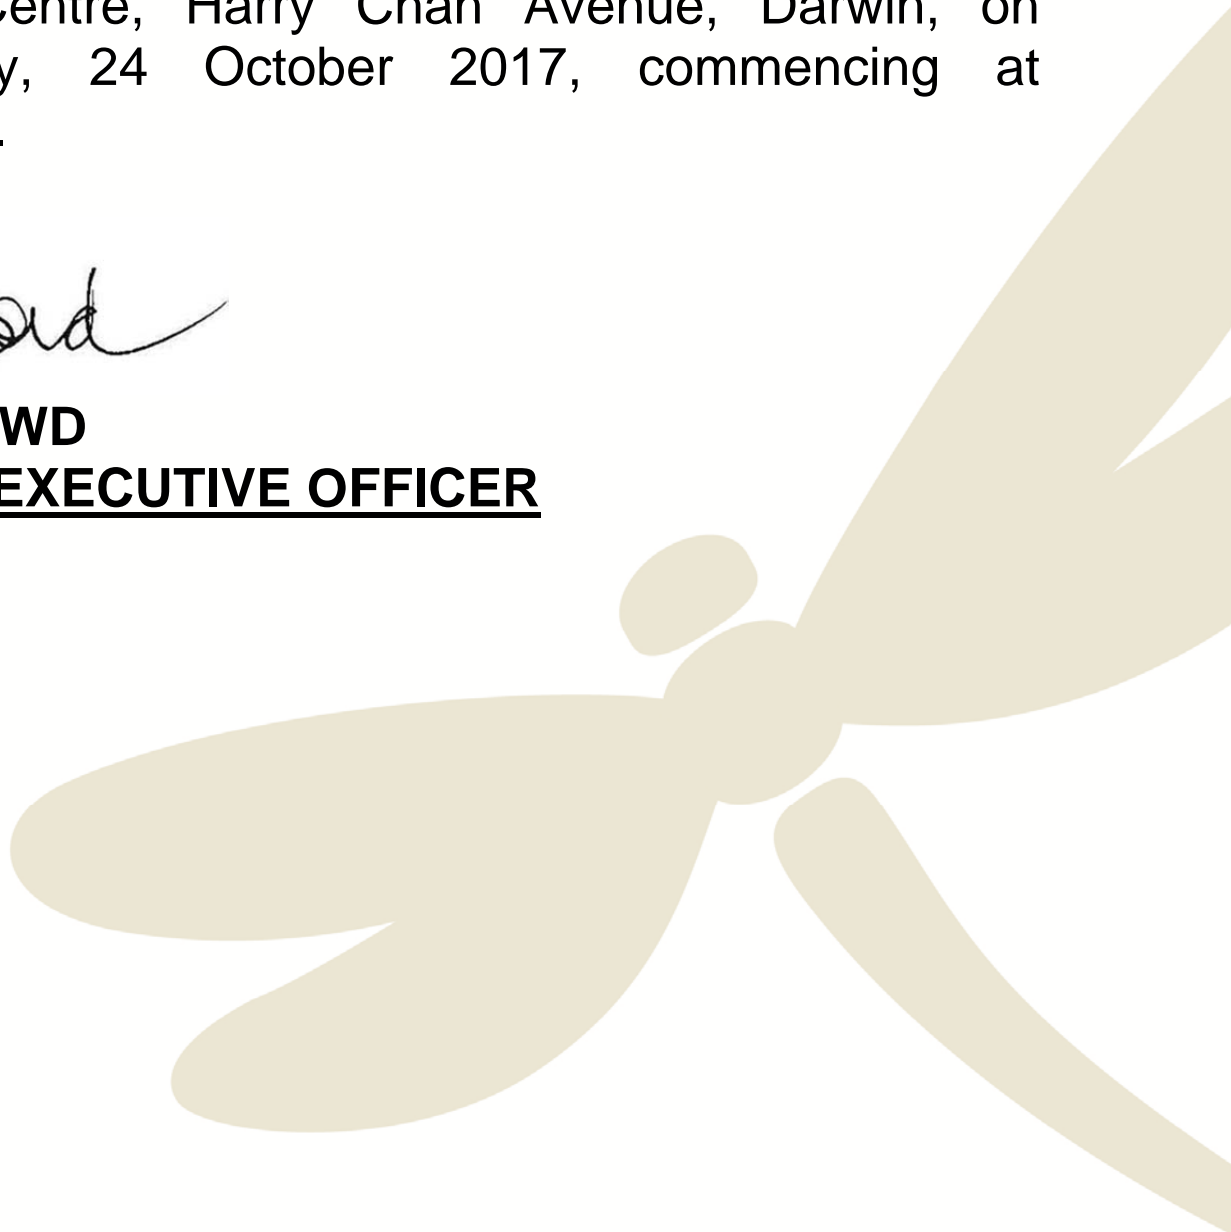 Centre, Harry Chan Avenue, Darwin, on
y, 24 October 2017, commencing at
.
WD
EXECUTIVE OFFICER